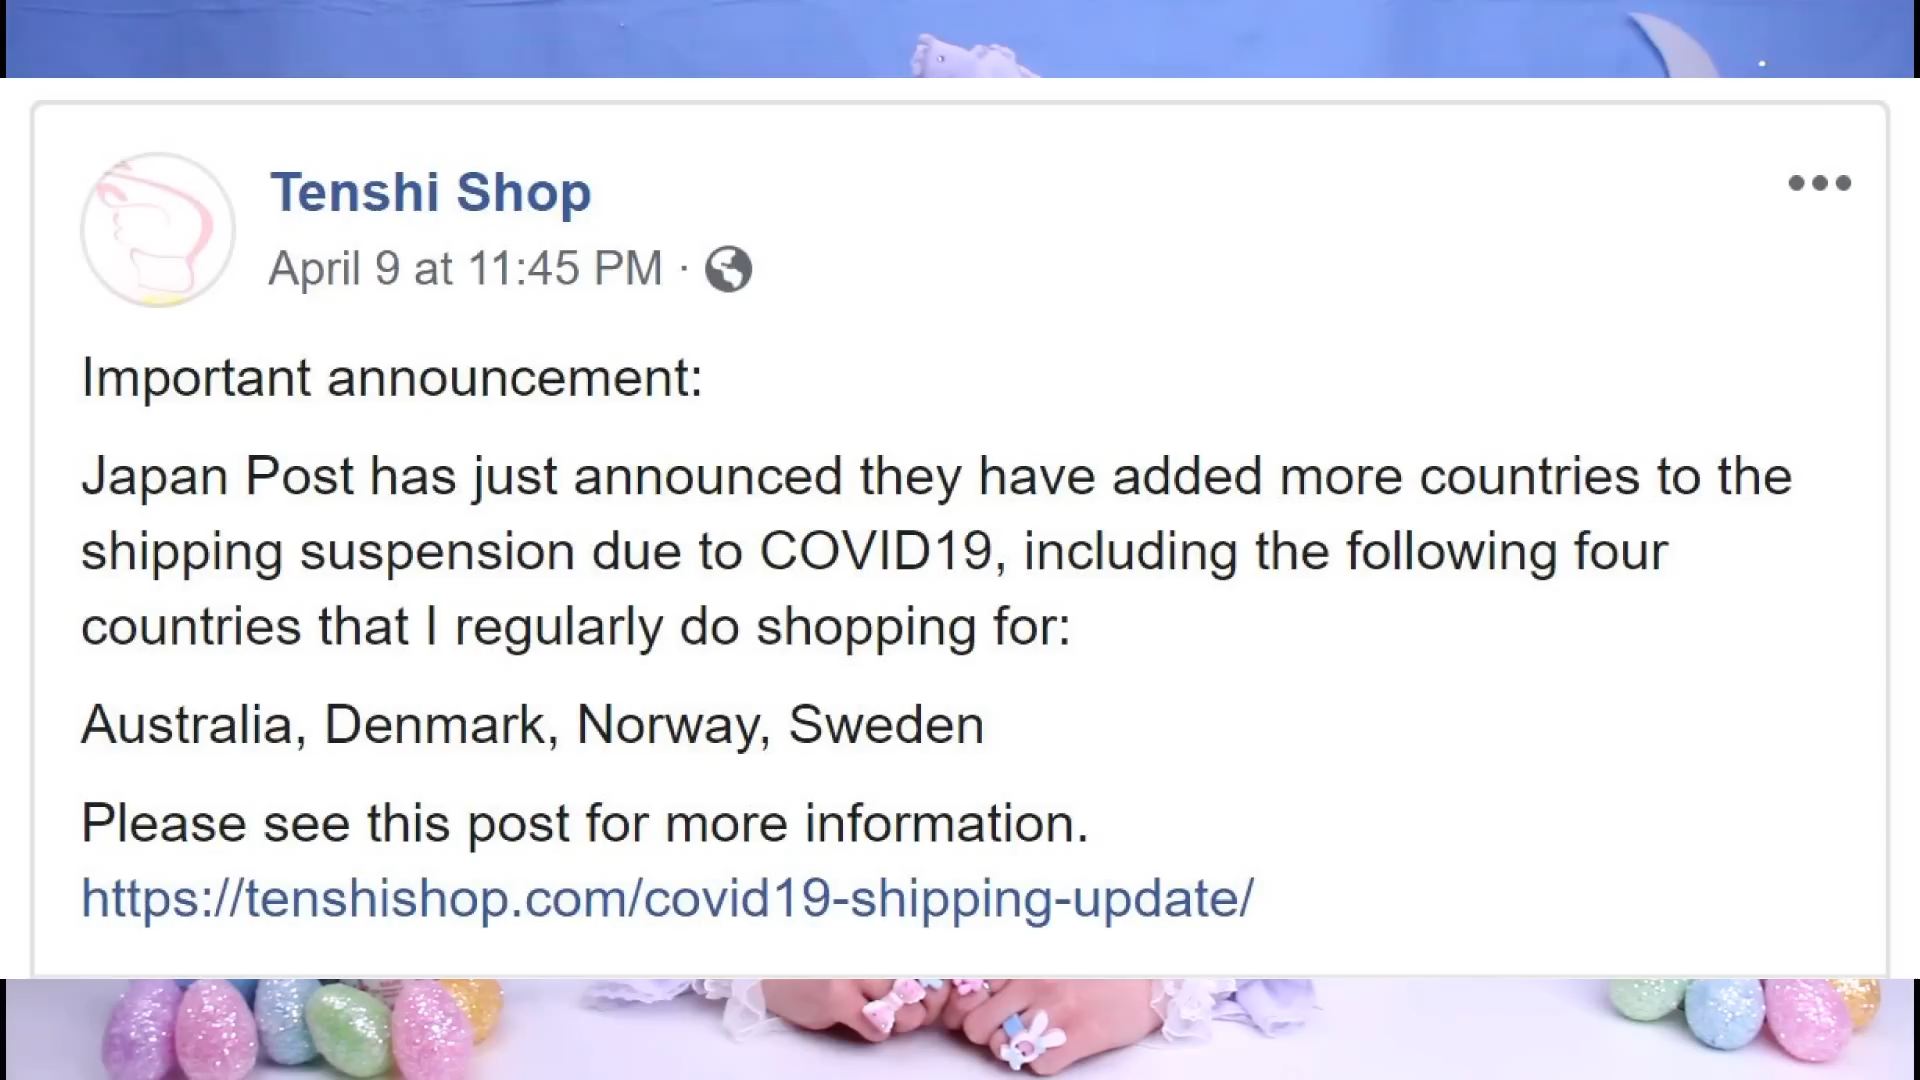 Tenshi Shop
April 9 at 11:45 PM ·
Important announcement:
Japan Post has just announced they have added more countries to the
shipping suspension due to COVID19, including the following four
countries that I regularly do shopping for:
Australia, Denmark, Norway, Sweden
Please see this post for more information.
https://tenshishop.com/covid19-shipping-update/